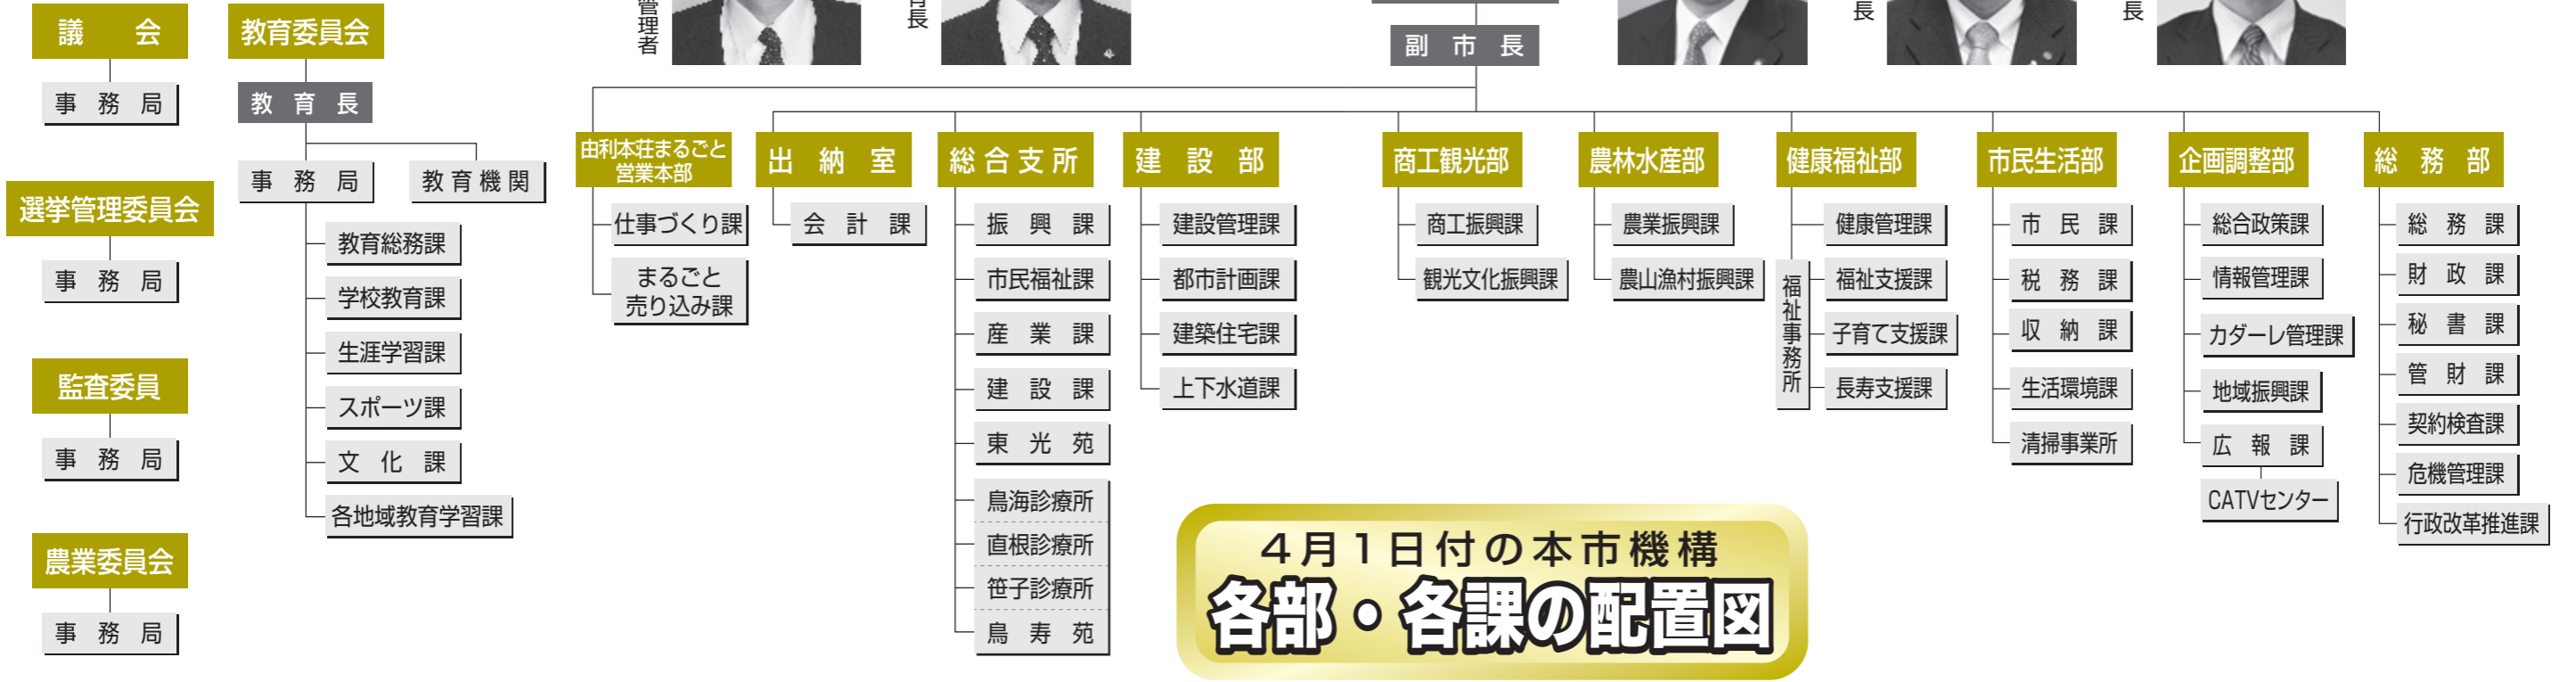 管理者
長
長
長
副市長
議会
事務局
選挙管理委員会
事務局
監査委員
事務局
農業委員会
事務局
教育委員会
教育長
事務局
教育機関
教育総務課
学校教育課
生涯学習課
スポーツ課
文化課
各地域教育学習課
由利本荘まるごと
営業本部
仕事づくり課
まるごと
売り込み課
出納室
会計課
総合支所
振興課
市民福祉課
産業課
建設課
東光苑
鳥海診療所
直根診療所
笹子診療所
鳥寿苑
建設部
建設管理課
都市計画課
建築住宅課
上下水道課
商工観光部
商工振興課
観光文化振興課
農林水産部
農業振興課
農山漁村振興課
健康福祉部
健康管理課
福祉事務所
福祉支援課
子育て支援課
長寿支援課
市民生活部
市民課
税務課
収納課
生活環境課
清掃事業所
企画調整部
総合政策課
情報管理課
カダーレ管理課
地域振興課
広報課
CATVセンター
総務部
総務課
財政課
秘書課
管財課
契約検査課
危機管理課
行政改革推進課
4月1日付の本市機構
各部・各課の配置図